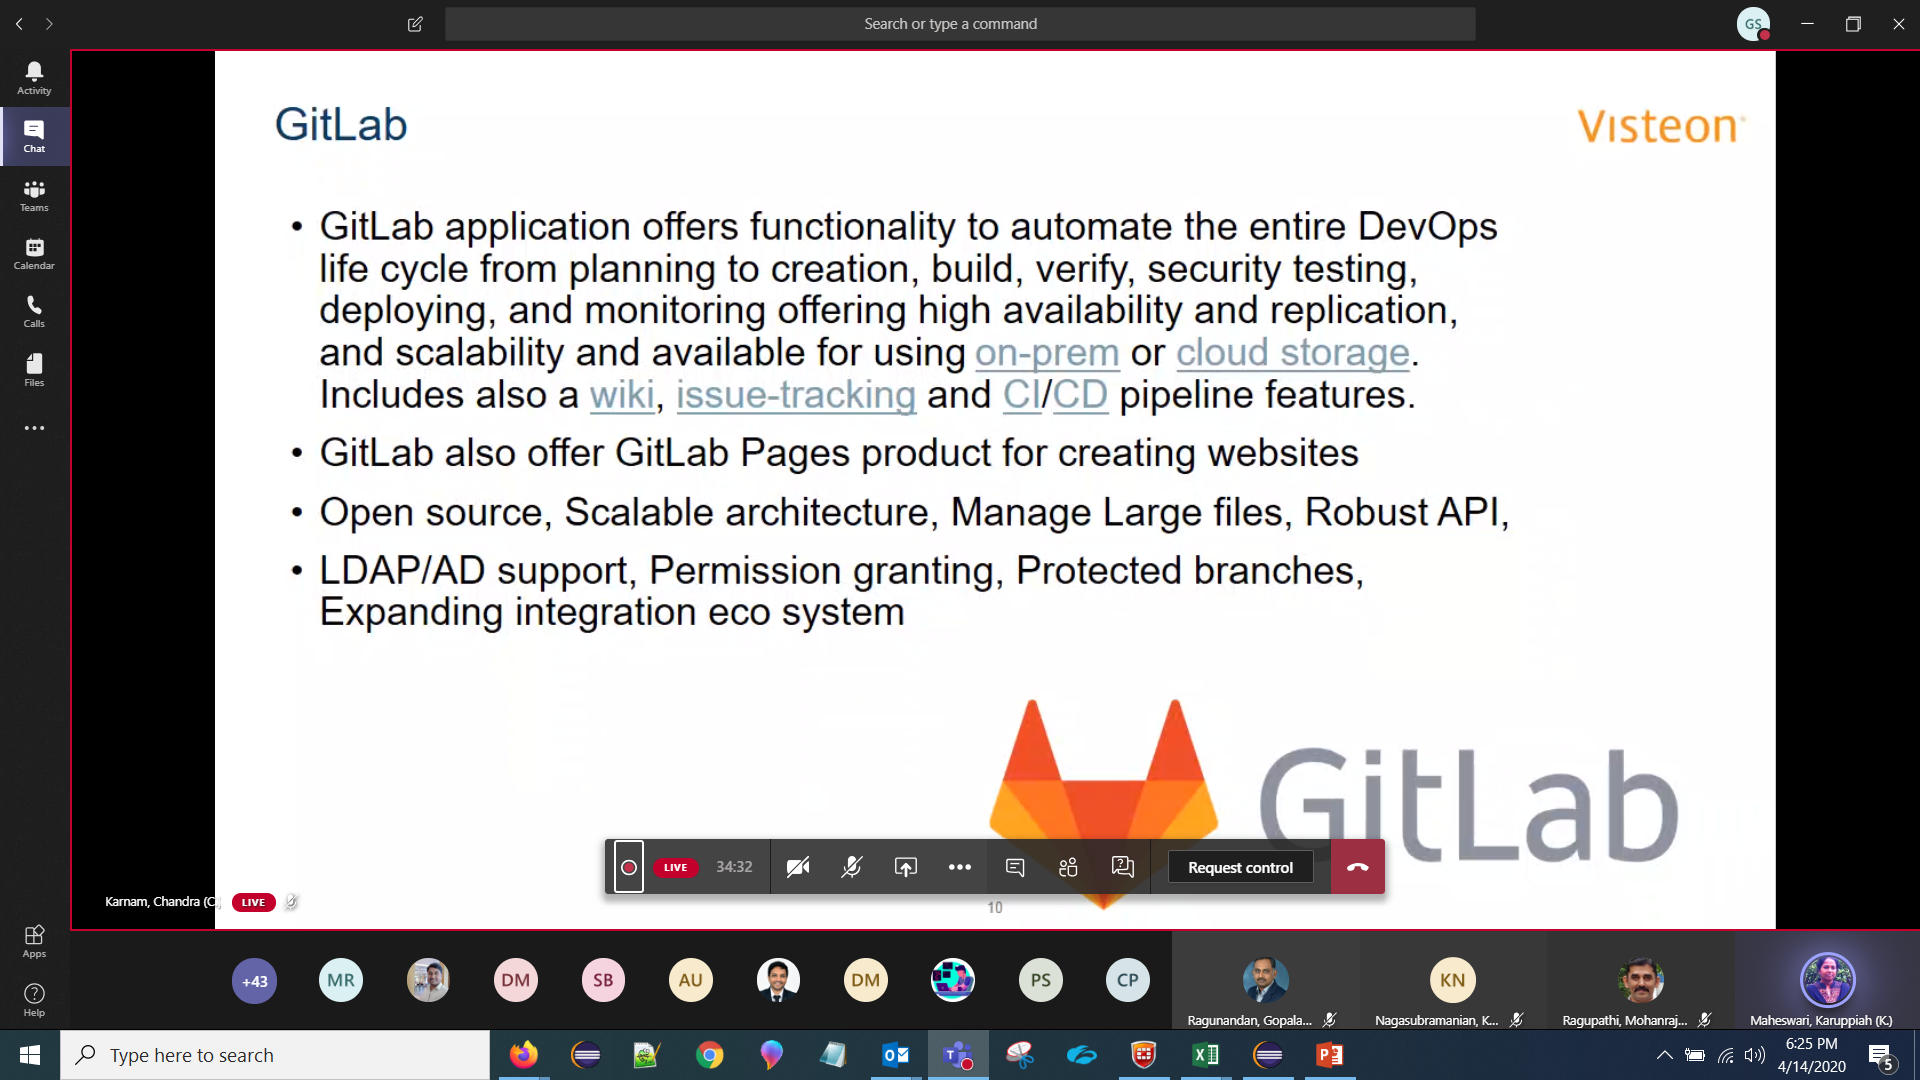 Search or type a command
GS
Activity
Chat
Teams
Calendar
Calls
Files
Apps
Help
GitLab
Visteon
• GitLab application offers functionality to automate the entire DevOps
life cycle from planning to creation, build, verify, security testing,
deploying, and monitoring offering high availability and replication,
and scalability and available for using on-prem or cloud storage.
Includes also a wiki, issue-tracking and CI/CD pipeline features.
• GitLab also offer GitLab Pages product for creating websites
• Open source, Scalable architecture, Manage Large files, Robust API,
• LDAP/AD support, Permission granting, Protected branches,
Expanding integration eco system
GitLab
LIVE 34:32 Request control
Karnam, Chandra (C. LIVE
10
+43 MR DM SB AU DM PS CP KN
Ragunandan, Gopala... Nagasubramanian, K... Ragupathi, Mohanraj... Maheswari, Karuppiah (K.)
Type here to search
6:25 PM
4/14/2020
5